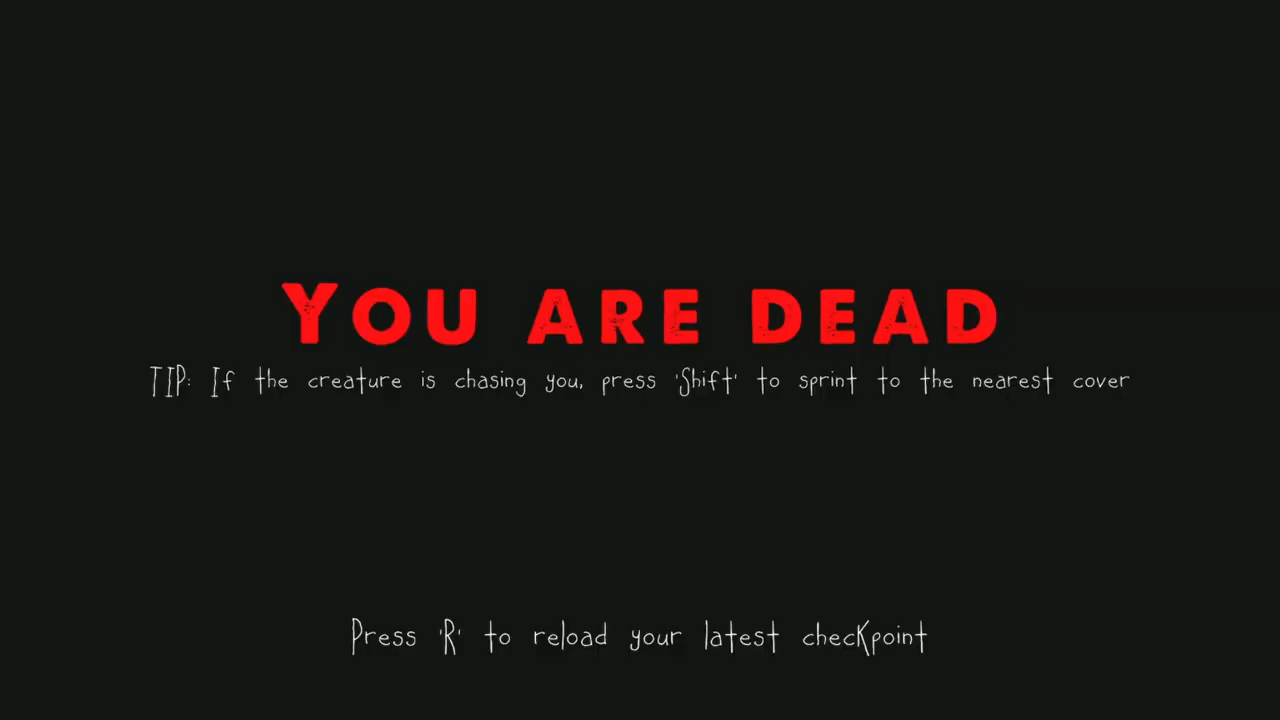 YOU ARE DEAD
TIP: If the creature is chasing you, press 'Shift' to sprint to the nearest cover
Press 'R' to reload your latest checkpoint